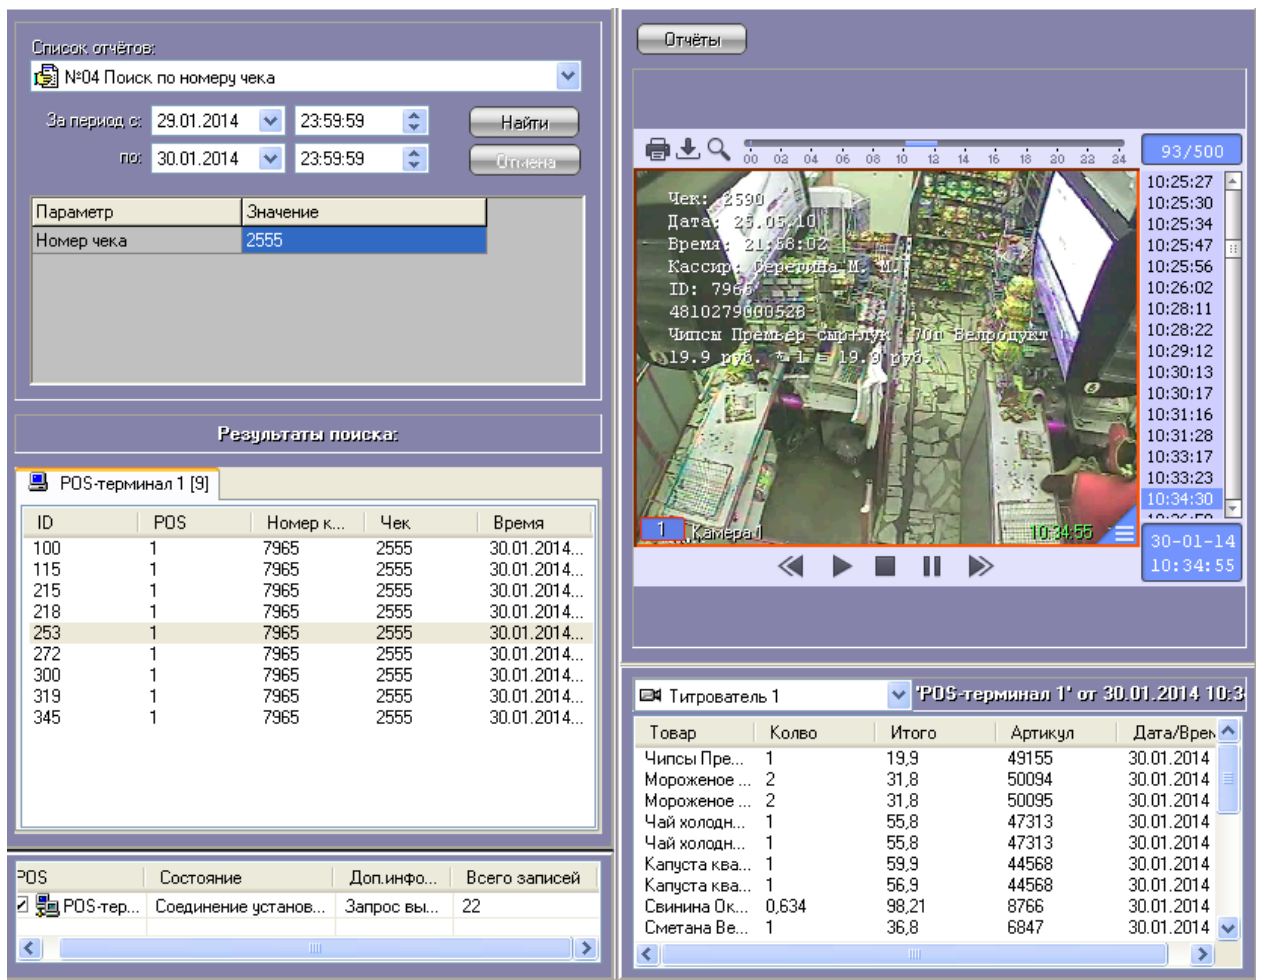 Список отчётов:
№04 Поиск по номеру чека
За период с: 29.01.2014 23:59:59 Найти
по: 30.01.2014 23:59:59 Отмена
Параметр Значение
Номер чека 2555
Результаты поиска:
POS-терминал 1 [9]
ID POS Номер к... Чек Время
100 1 7965 2555 30.01.2014...
115 1 7965 2555 30.01.2014...
215 1 7965 2555 30.01.2014...
218 1 7965 2555 30.01.2014...
253 1 7965 2555 30.01.2014...
272 1 7965 2555 30.01.2014...
300 1 7965 2555 30.01.2014...
319 1 7965 2555 30.01.2014...
345 1 7965 2555 30.01.2014...
POS Состояние Доп.инфо... Всего записей
POS-тер... Соединение установ... Запрос вы... 22
Отчёты
00 02 04 06 08 10 12 14 16 18 20 22 24
93/500
Чек: 2590
Дата: 25.05.10
Время: 21:58:02
Кассир: Серегина М. М.
ID: 7965
4810279000528
Чипсы Премьер сыр+лук 70г Белпродукт
19.9 руб. * 1 = 19.9 руб.
1 Камера 1 10:34:55
10:25:27
10:25:30
10:25:34
10:25:47
10:25:56
10:26:02
10:28:11
10:28:22
10:29:12
10:30:13
10:30:17
10:31:16
10:31:28
10:33:17
10:33:23
10:34:30
30-01-14
10:34:55
Титрователь 1 'POS-терминал 1' от 30.01.2014 10:3
Товар Колво Итого Артикул Дата/Врем
Чипсы Пре... 1 19,9 49155 30.01.2014
Мороженое ... 2 31,8 50094 30.01.2014
Мороженое ... 2 31,8 50095 30.01.2014
Чай холодн... 1 55,8 47313 30.01.2014
Чай холодн... 1 55,8 47313 30.01.2014
Капуста ква... 1 59,9 44568 30.01.2014
Капуста ква... 1 56,9 44568 30.01.2014
Свинина Ок... 0,634 98,21 8766 30.01.2014
Сметана Ве... 1 36,8 6847 30.01.2014